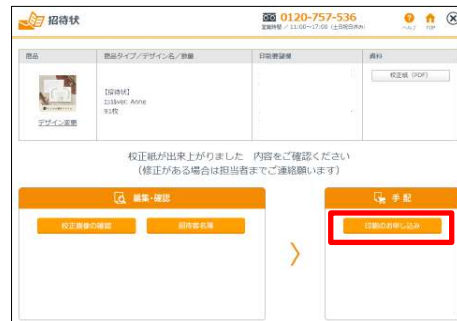 招待状
0120-757-536
営業時間／11:00～17:00（土日祝日休み）
ヘルプ TOP
商品 商品タイプ／デザイン名／数量 印刷要望欄 資料
校正紙（PDF）
【招待状】
Anne
91枚
デザイン変更
校正紙が出来上がりました 内容をご確認ください
（修正がある場合は担当者までご連絡願います）
編集・確認
校正画像の確認 招待者名簿
手配
印刷のお申し込み